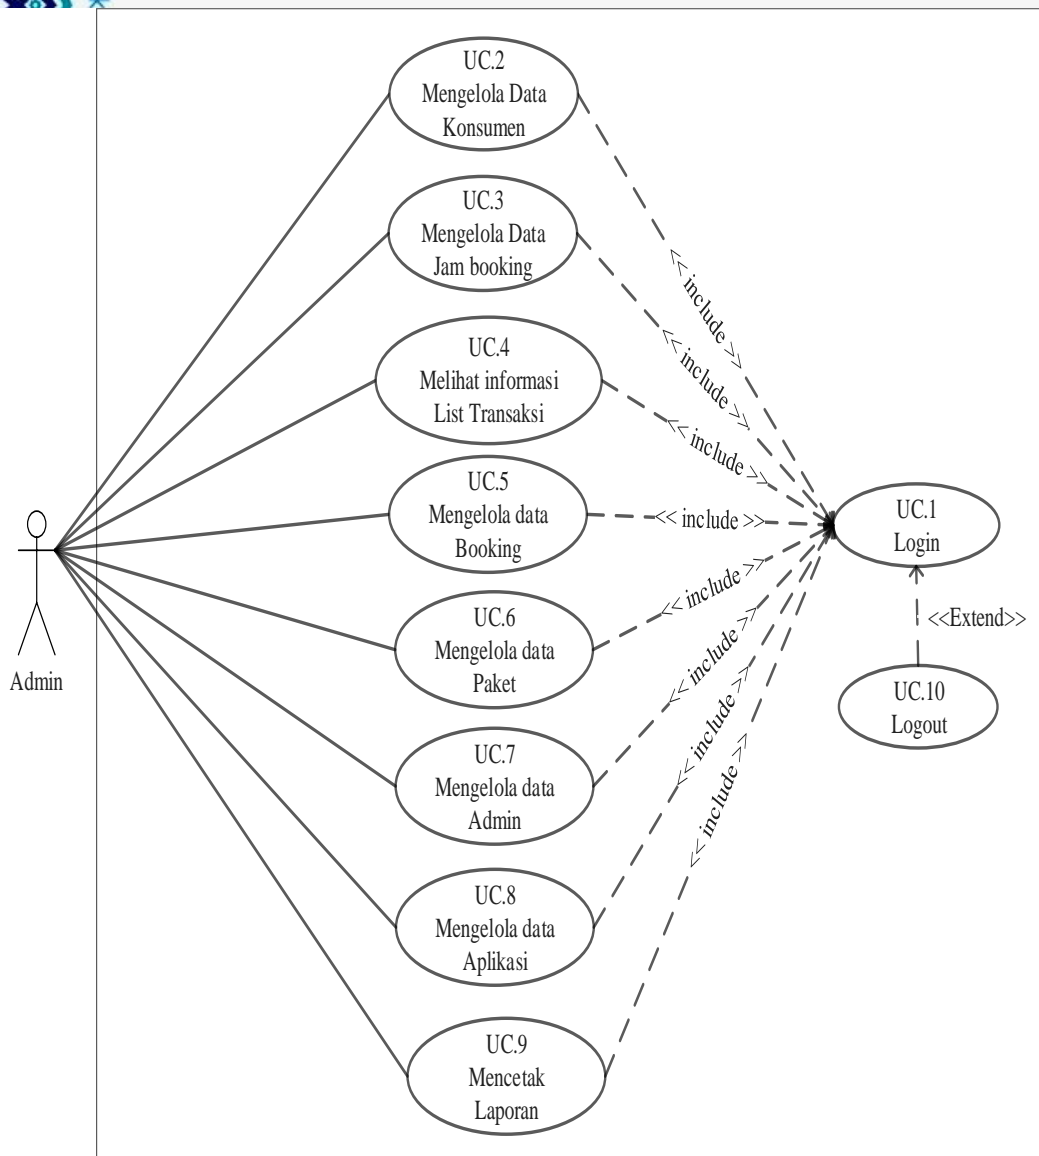 UC.2
Mengelola Data
Konsumen
<< include >>
UC.3
Mengelola Data
Jam booking
<< include >>
UC.4
Melihat informasi
List Transaksi
<< include >>
UC.5
Mengelola data
Booking
<< include >>
UC.1
Login
UC.6
Mengelola data
Paket
<< include >>
<<Extend>>
Admin
UC.10
Logout
UC.7
Mengelola data
Admin
<< include >>
UC.8
Mengelola data
Aplikasi
<< include >>
UC.9
Mencetak
Laporan
<< include >>